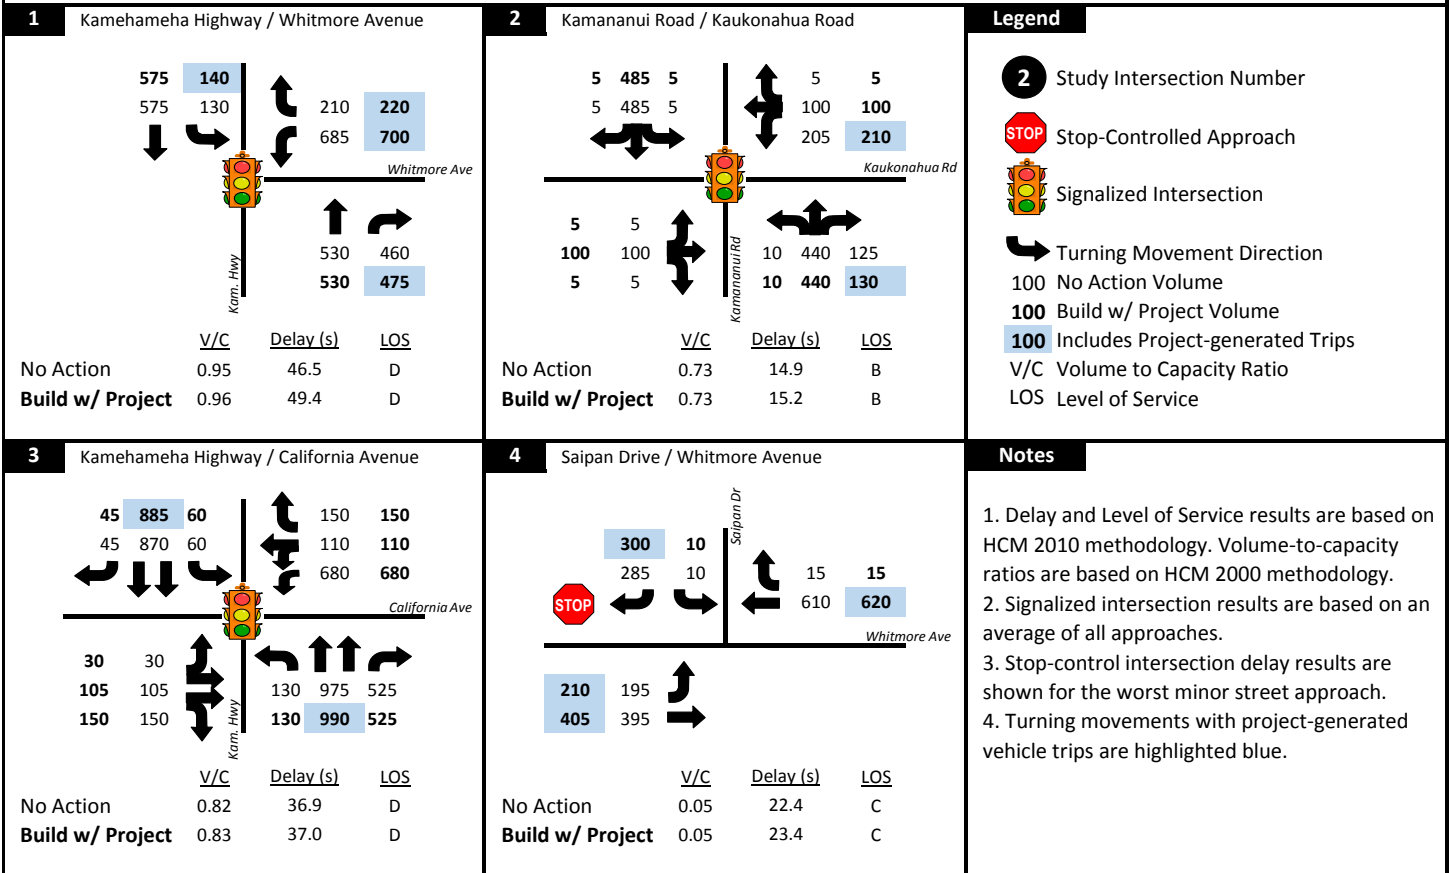 1 Kamehameha Highway / Whitmore Avenue
575 140
575 130
210 220
685 700
Whitmore Ave
530 460
530 475
Kam. Hwy
V/C Delay (s) LOS
No Action 0.95 46.5 D
Build w/ Project 0.96 49.4 D
2 Kamananui Road / Kaukonahua Road
5 485 5
5 485 5
5 5
100 100
205 210
Kaukonahua Rd
5 5
100 100
5 5
10 440 125
10 440 130
Kamananui Rd
V/C Delay (s) LOS
No Action 0.73 14.9 B
Build w/ Project 0.73 15.2 B
Legend
2 Study Intersection Number
STOP Stop-Controlled Approach
Signalized Intersection
Turning Movement Direction
100 No Action Volume
100 Build w/ Project Volume
100 Includes Project-generated Trips
V/C Volume to Capacity Ratio
LOS Level of Service
3 Kamehameha Highway / California Avenue
45 885 60
45 870 60
150 150
110 110
680 680
California Ave
30 30
105 105
150 150
130 975 525
130 990 525
Kam. Hwy
V/C Delay (s) LOS
No Action 0.82 36.9 D
Build w/ Project 0.83 37.0 D
4 Saipan Drive / Whitmore Avenue
Saipan Dr
300 10
285 10
STOP
15 15
610 620
Whitmore Ave
210 195
405 395
V/C Delay (s) LOS
No Action 0.05 22.4 C
Build w/ Project 0.05 23.4 C
Notes
1. Delay and Level of Service results are based on
HCM 2010 methodology. Volume-to-capacity
ratios are based on HCM 2000 methodology.
2. Signalized intersection results are based on an
average of all approaches.
3. Stop-control intersection delay results are
shown for the worst minor street approach.
4. Turning movements with project-generated
vehicle trips are highlighted blue.